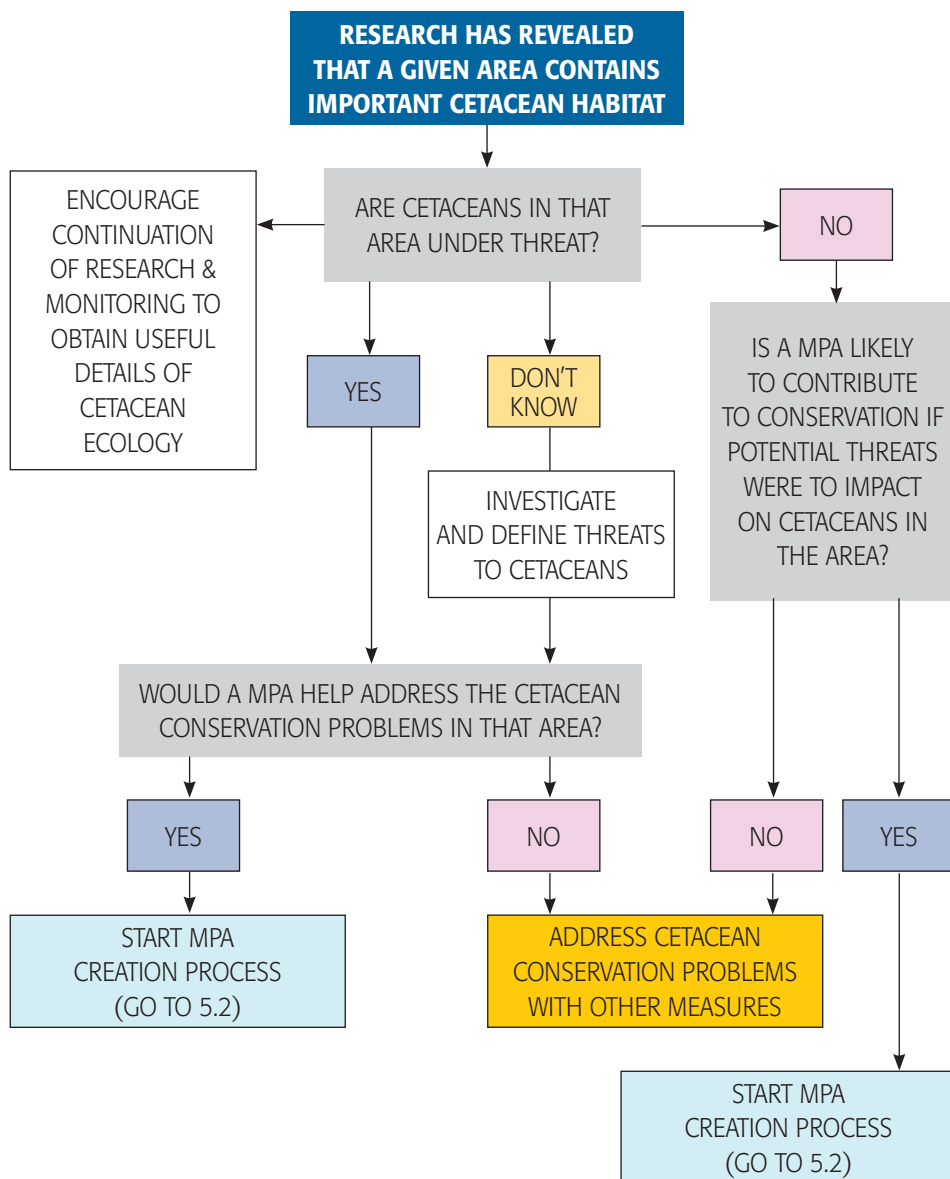 RESEARCH HAS REVEALED
THAT A GIVEN AREA CONTAINS
IMPORTANT CETACEAN HABITAT
ENCOURAGE
CONTINUATION
OF RESEARCH &
MONITORING TO
OBTAIN USEFUL
DETAILS OF
CETACEAN
ECOLOGY
ARE CETACEANS IN THAT
AREA UNDER THREAT?
NO
YES
DON'T
KNOW
IS A MPA LIKELY
TO CONTRIBUTE
TO CONSERVATION IF
POTENTIAL THREATS
WERE TO IMPACT
ON CETACEANS IN
THE AREA?
INVESTIGATE
AND DEFINE THREATS
TO CETACEANS
WOULD A MPA HELP ADDRESS THE CETACEAN
CONSERVATION PROBLEMS IN THAT AREA?
YES
NO
NO
YES
START MPA
CREATION PROCESS
(GO TO 5.2)
ADDRESS CETACEAN
CONSERVATION PROBLEMS
WITH OTHER MEASURES
START MPA
CREATION PROCESS
(GO TO 5.2)